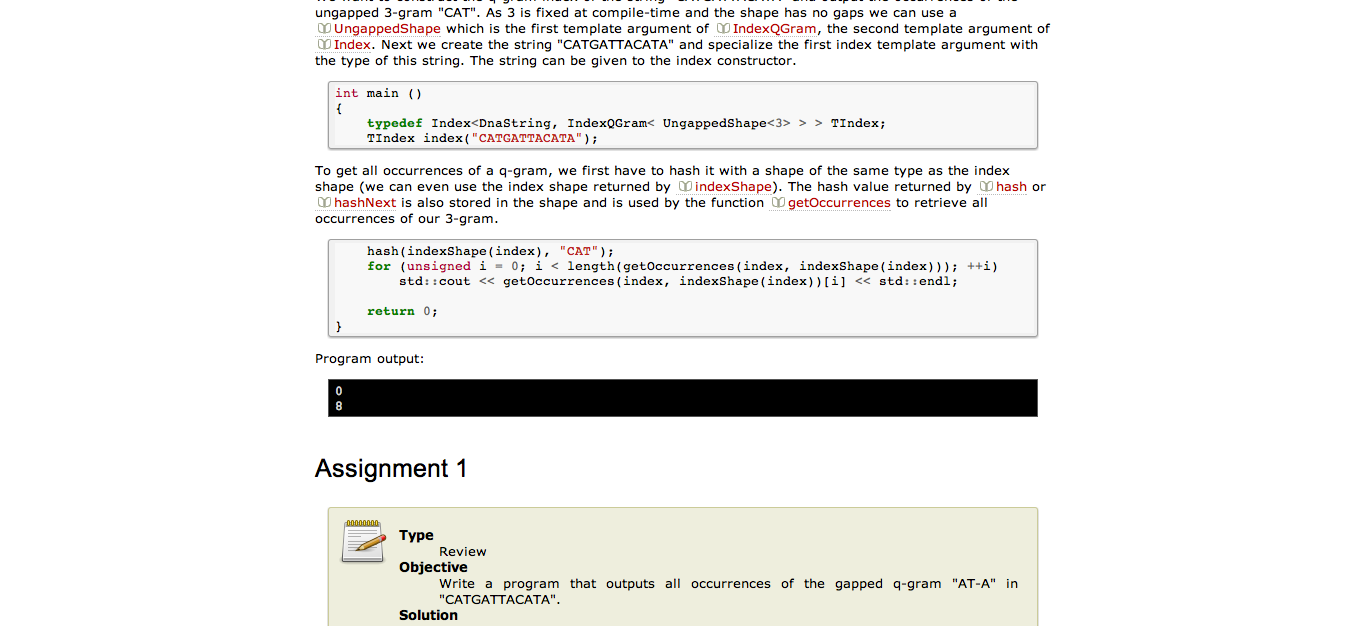 ungapped 3-gram "CAT". As 3 is fixed at compile-time and the shape has no gaps we can use a
UngappedShape which is the first template argument of IndexQGram, the second template argument of
Index. Next we create the string "CATGATTACATA" and specialize the first index template argument with
the type of this string. The string can be given to the index constructor.
int main ()
{
    typedef Index<DnaString, IndexQGram< UngappedShape<3> > > TIndex;
    TIndex index("CATGATTACATA");
To get all occurrences of a q-gram, we first have to hash it with a shape of the same type as the index
shape (we can even use the index shape returned by indexShape). The hash value returned by hash or
hashNext is also stored in the shape and is used by the function getOccurrences to retrieve all
occurrences of our 3-gram.
    hash(indexShape(index), "CAT");
    for (unsigned i = 0; i < length(getOccurrences(index, indexShape(index))); ++i)
        std::cout << getOccurrences(index, indexShape(index))[i] << std::endl;
    return 0;
}
Program output:
0
8
Assignment 1
Type
Review
Objective
Write a program that outputs all occurrences of the gapped q-gram "AT-A" in
"CATGATTACATA".
Solution